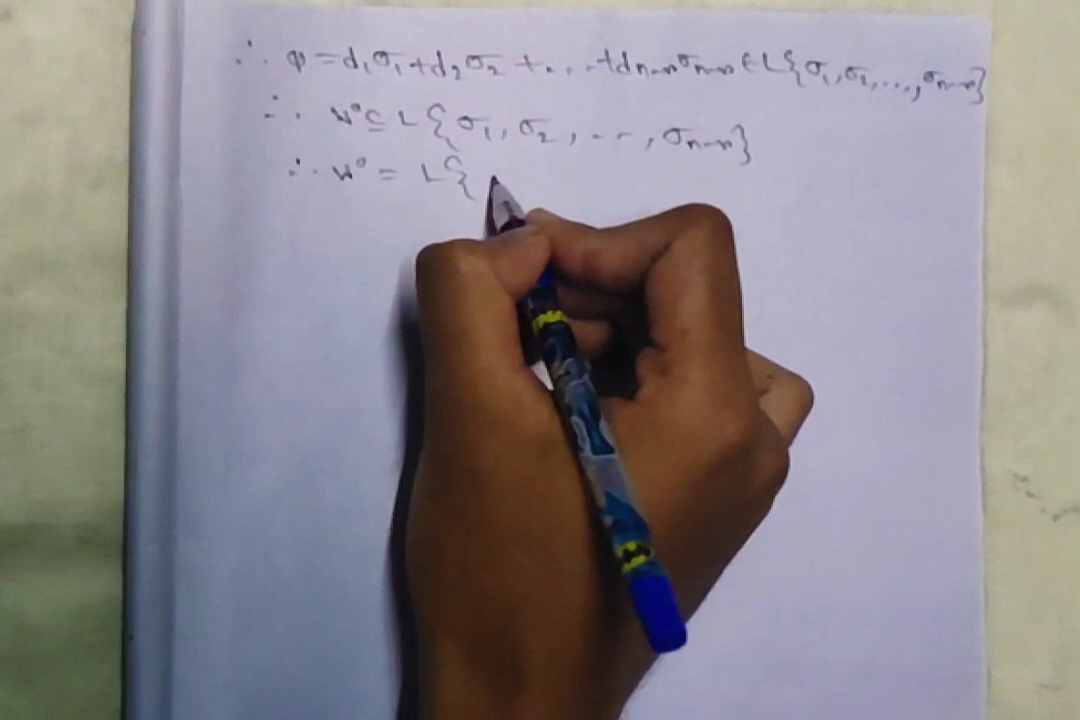 ∴ φ = d₁σ₁ + d₂σ₂ + ... + dₙ₋ₘσₙ₋ₘ ∈ L{σ₁, σ₂, ..., σₙ₋ₘ}
∴ W° ⊆ L{σ₁, σ₂, ..., σₙ₋ₘ}
∴ W° = L{